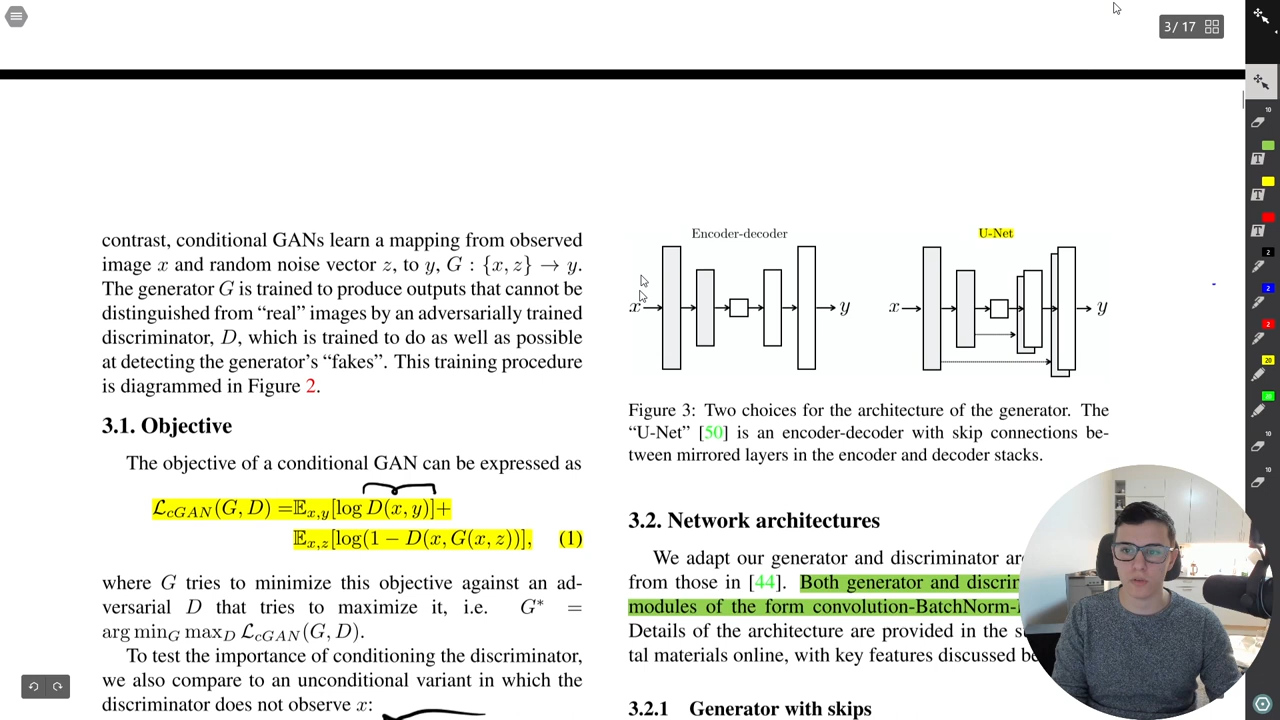 3/ 17
contrast, conditional GANs learn a mapping from observed
image x and random noise vector z, to y, G : {x, z} → y.
The generator G is trained to produce outputs that cannot be
distinguished from “real” images by an adversarially trained
discriminator, D, which is trained to do as well as possible
at detecting the generator’s “fakes”. This training procedure
is diagrammed in Figure 2.
3.1. Objective
The objective of a conditional GAN can be expressed as
ℒcGAN(G, D) =𝔼x,y[log D(x, y)]+
𝔼x,z[log(1 − D(x, G(x, z))], (1)
where G tries to minimize this objective against an ad-
versarial D that tries to maximize it, i.e. G* =
arg minG maxD ℒcGAN(G, D).
To test the importance of conditioning the discriminator,
we also compare to an unconditional variant in which the
discriminator does not observe x:
Encoder-decoder U-Net
x y x y
Figure 3: Two choices for the architecture of the generator. The
“U-Net” [50] is an encoder-decoder with skip connections be-
tween mirrored layers in the encoder and decoder stacks.
3.2. Network architectures
We adapt our generator and discriminator
from those in [44]. Both generator and
modules of the form convolution-BatchNorm-
Details of the architecture are provided in the
tal materials online, with key features discussed
3.2.1 Generator with skips
10
T
T
T
2
2
2
20
10
10